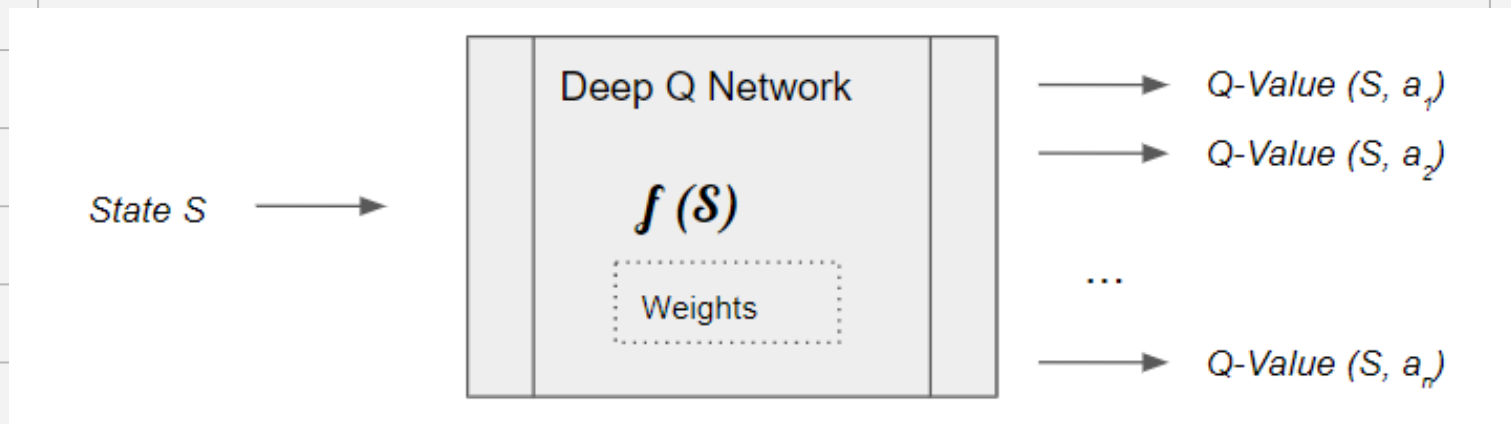 Deep Q Network
Q-Value (S, a₁)
Q-Value (S, a₂)
State S
f (S)
...
Weights
Q-Value (S, aₙ)